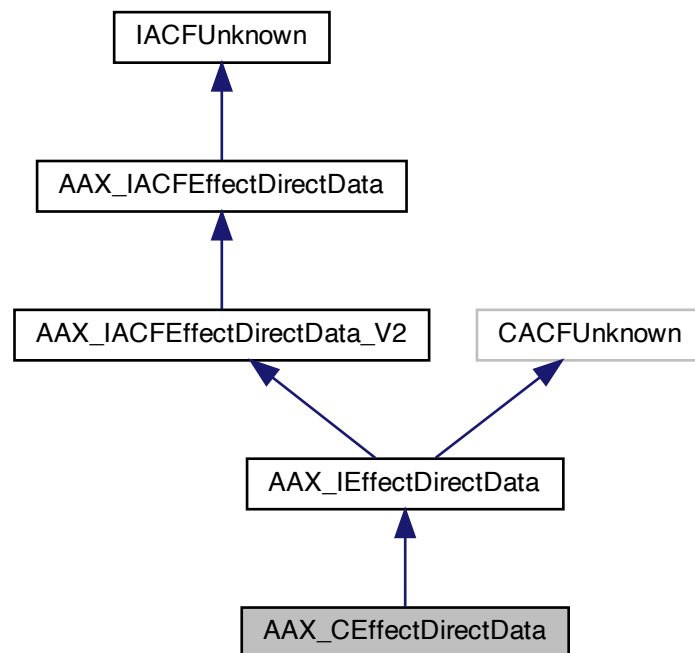 IACFUnknown
AAX_IACFEffectDirectData
AAX_IACFEffectDirectData_V2
CACFUnknown
AAX_IEffectDirectData
AAX_CEffectDirectData